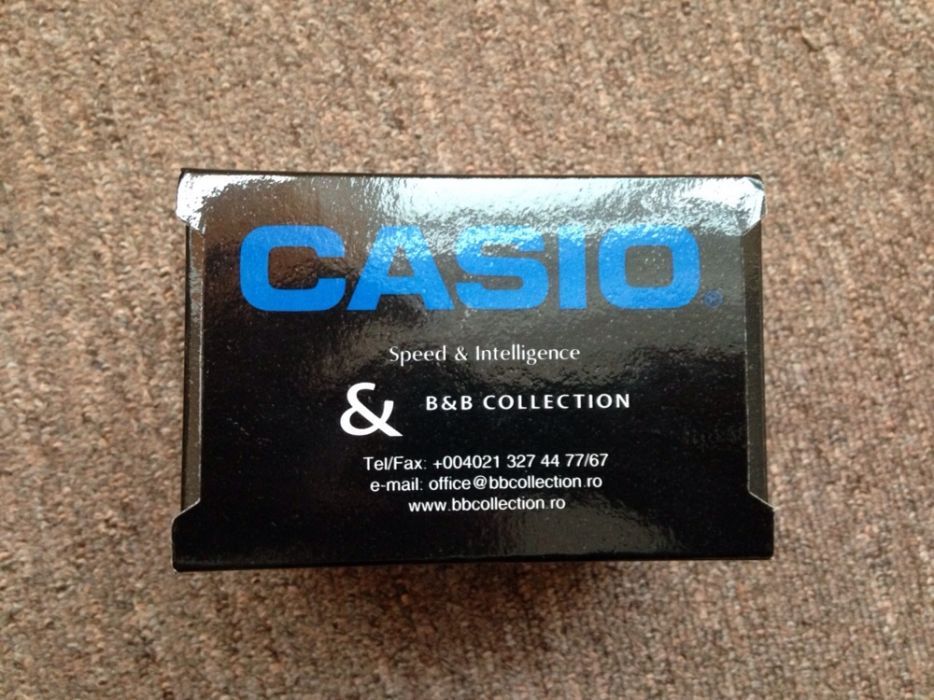 CASIO®
Speed & Intelligence
& B&B COLLECTION
Tel/Fax: +004021 327 44 77/67
e-mail: office@bbcollection.ro
www.bbcollection.ro